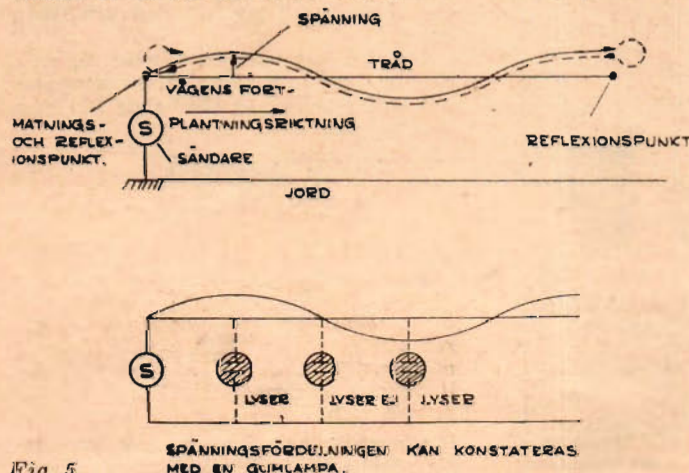 SPÄNNING
TRÅD
VÅGENS FORT-
PLANTNINGSRIKTNING
MATNINGS-
OCH REFLEX-
IONSPUNKT.
S
SÄNDARE
REFLEXIONSPUNKT
JORD
S
LYSER
LYSER EJ
LYSER
SPÄNNINGSFÖRDELNINGEN KAN KONSTATERAS
MED EN GLIMLAMPA.
Fig. 5.